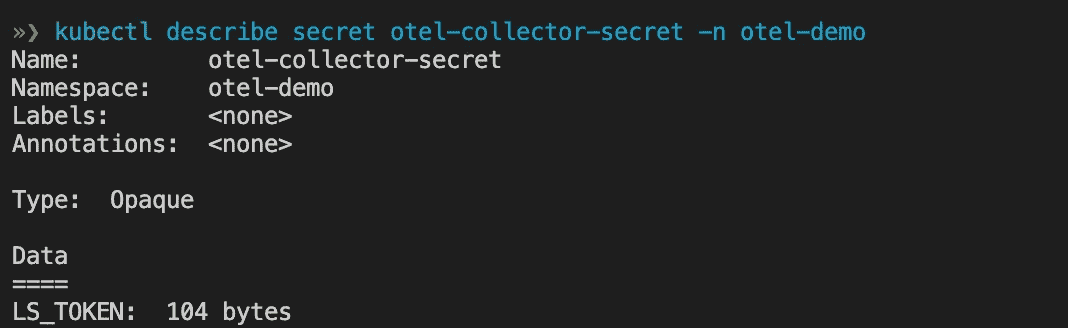 »❯ kubectl describe secret otel-collector-secret -n otel-demo
Name:         otel-collector-secret
Namespace:    otel-demo
Labels:       <none>
Annotations:  <none>

Type:  Opaque

Data
====
LS_TOKEN:  104 bytes